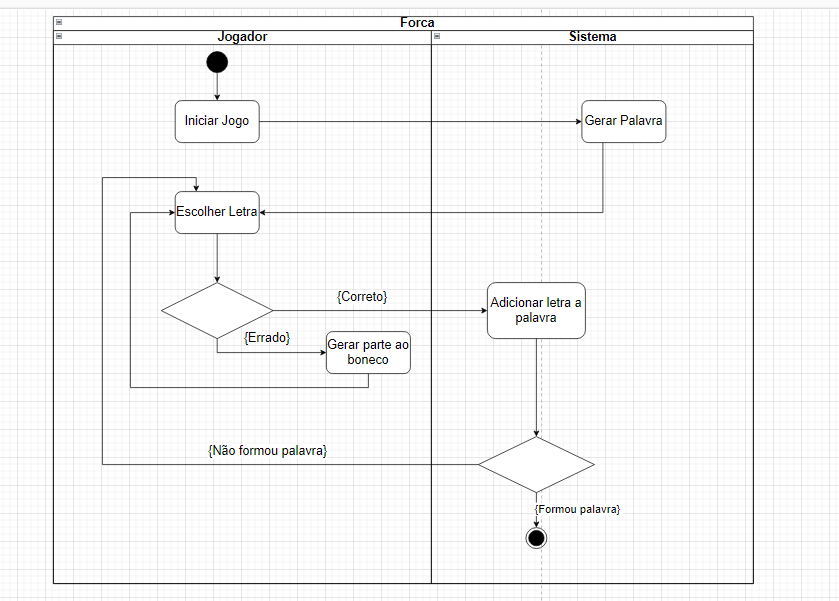 Forca
Jogador
Sistema
Iniciar Jogo
Gerar Palavra
Escolher Letra
{Correto}
Adicionar letra a
palavra
{Errado}
Gerar parte ao
boneco
{Não formou palavra}
{Formou palavra}